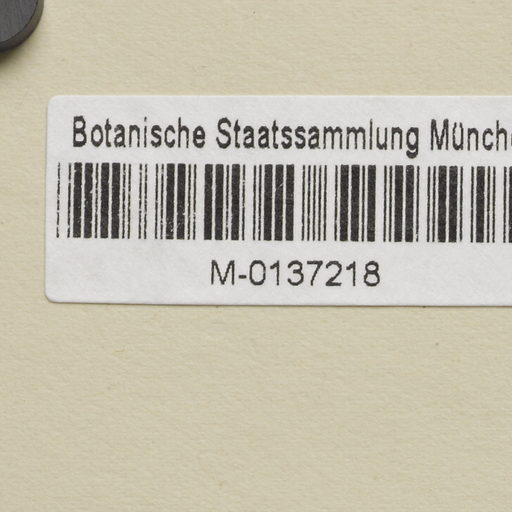 Botanische Staatssammlung Münch
M-0137218